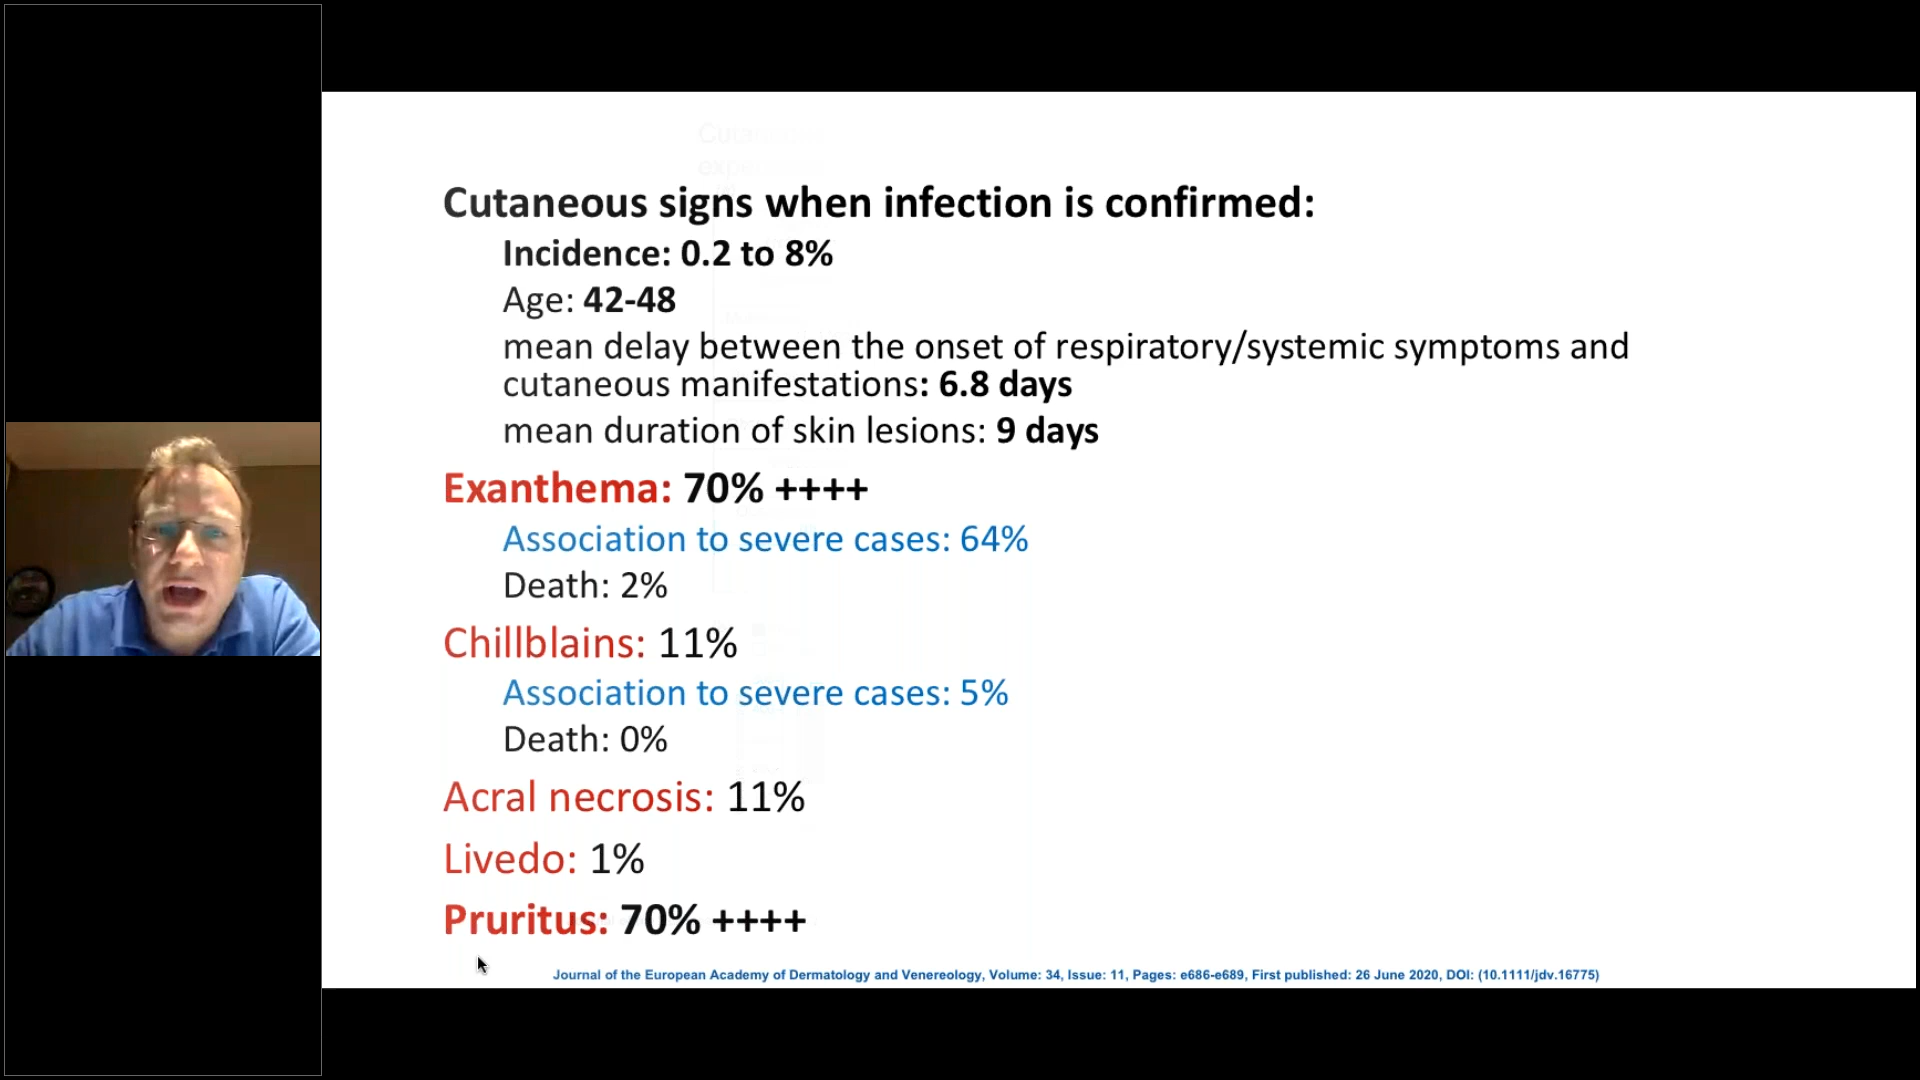 Cutaneous signs when infection is confirmed:
Incidence: 0.2 to 8%
Age: 42-48
mean delay between the onset of respiratory/systemic symptoms and
cutaneous manifestations: 6.8 days
mean duration of skin lesions: 9 days
Exanthema: 70% ++++
Association to severe cases: 64%
Death: 2%
Chillblains: 11%
Association to severe cases: 5%
Death: 0%
Acral necrosis: 11%
Livedo: 1%
Pruritus: 70% ++++
Journal of the European Academy of Dermatology and Venereology, Volume: 34, Issue: 11, Pages: e686-e689, First published: 26 June 2020, DOI: (10.1111/jdv.16775)